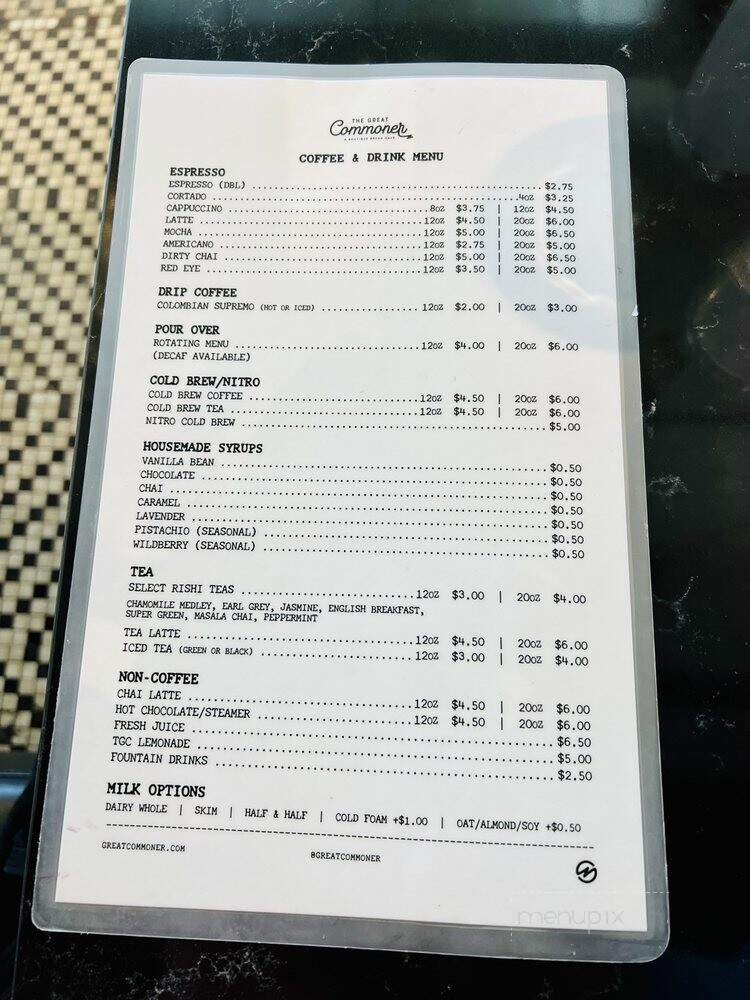 THE GREAT
Commoner
COFFEE & DRINK MENU
ESPRESSO
ESPRESSO (DBL) $2.75
CORTADO 4oz $3.25
CAPPUCCINO 8oz $3.75 | 12oz $4.50
LATTE 12oz $4.50 | 20oz $6.00
MOCHA 12oz $5.00 | 20oz $6.50
AMERICANO 12oz $2.75 | 20oz $5.00
DIRTY CHAI 12oz $5.00 | 20oz $6.50
RED EYE 12oz $3.50 | 20oz $5.00
DRIP COFFEE
COLOMBIAN SUPREMO (HOT OR ICED) 12oz $2.00 | 20oz $3.00
POUR OVER
ROTATING MENU 12oz $4.00 | 20oz $6.00
(DECAF AVAILABLE)
COLD BREW/NITRO
COLD BREW COFFEE 12oz $4.50 | 20oz $6.00
COLD BREW TEA 12oz $4.50 | 20oz $6.00
NITRO COLD BREW $5.00
HOUSEMADE SYRUPS
VANILLA BEAN $0.50
CHOCOLATE $0.50
CHAI $0.50
CARAMEL $0.50
LAVENDER $0.50
PISTACHIO (SEASONAL) $0.50
WILDBERRY (SEASONAL) $0.50
TEA
SELECT RISHI TEAS 12oz $3.00 | 20oz $4.00
CHAMOMILE MEDLEY, EARL GREY, JASMINE, ENGLISH BREAKFAST,
SUPER GREEN, MASALA CHAI, PEPPERMINT
TEA LATTE 12oz $4.50 | 20oz $6.00
ICED TEA (GREEN OR BLACK) 12oz $3.00 | 20oz $4.00
NON-COFFEE
CHAI LATTE 12oz $4.50 | 20oz $6.00
HOT CHOCOLATE/STEAMER 12oz $4.50 | 20oz $6.00
FRESH JUICE $6.50
TGC LEMONADE $5.00
FOUNTAIN DRINKS $2.50
MILK OPTIONS
DAIRY WHOLE | SKIM | HALF & HALF | COLD FOAM +$1.00 | OAT/ALMOND/SOY +$0.50
GREATCOMMONER.COM
@GREATCOMMONER
menupix